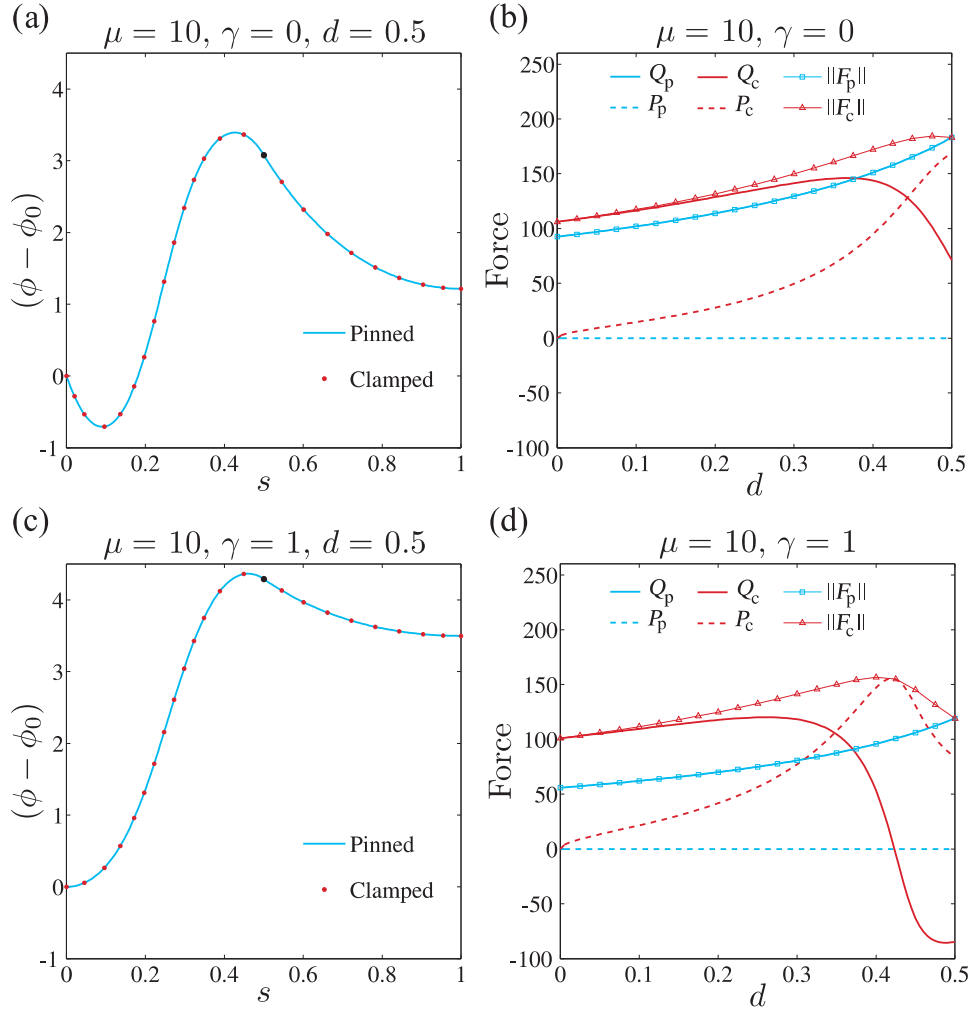 (a)
μ = 10, γ = 0, d = 0.5
4
3
2
1
0
-1
(ϕ − ϕ0)
Pinned
Clamped
0 0.2 0.4 0.6 0.8 1
s
(b)
μ = 10, γ = 0
Qp Qc ||Fp||
Pp Pc ||Fc||
250
200
150
100
50
0
-50
-100
Force
0 0.1 0.2 0.3 0.4 0.5
d
(c)
μ = 10, γ = 1, d = 0.5
4
3
2
1
0
-1
(ϕ − ϕ0)
Pinned
Clamped
0 0.2 0.4 0.6 0.8 1
s
(d)
μ = 10, γ = 1
Qp Qc ||Fp||
Pp Pc ||Fc||
250
200
150
100
50
0
-50
-100
Force
0 0.1 0.2 0.3 0.4 0.5
d